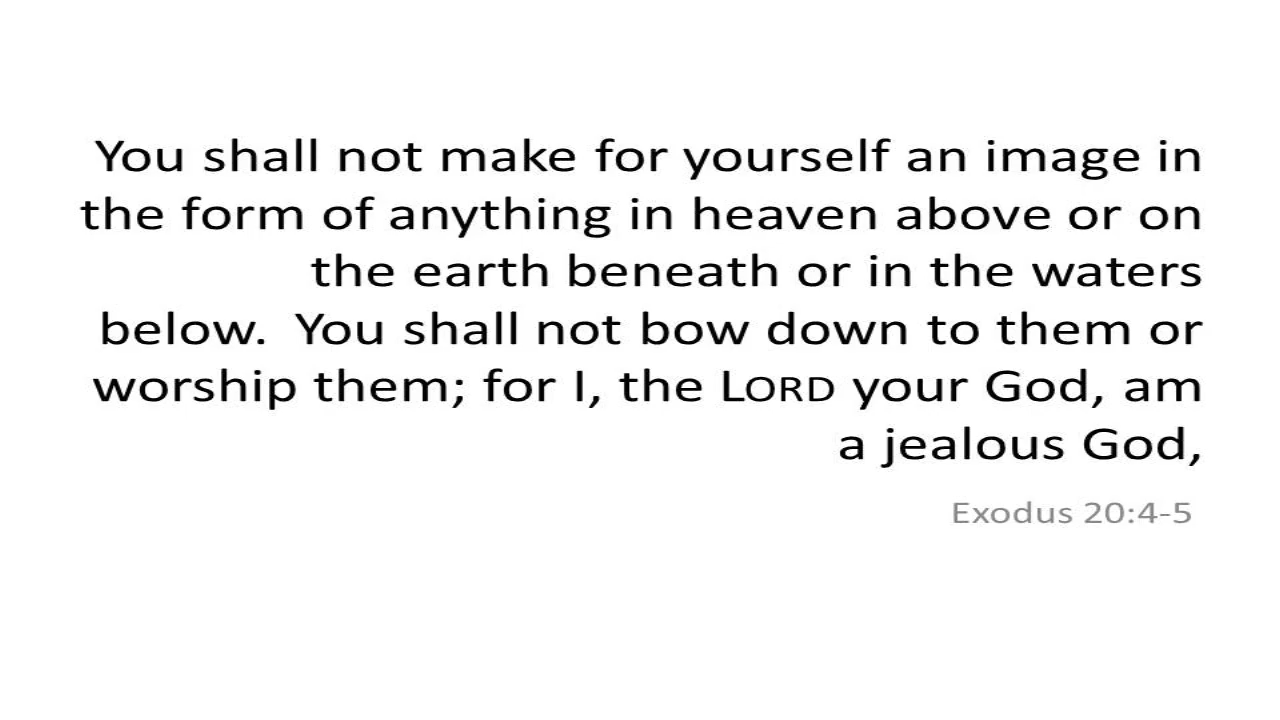 You shall not make for yourself an image in
the form of anything in heaven above or on
the earth beneath or in the waters
below.  You shall not bow down to them or
worship them; for I, the LORD your God, am
a jealous God,
Exodus 20:4-5